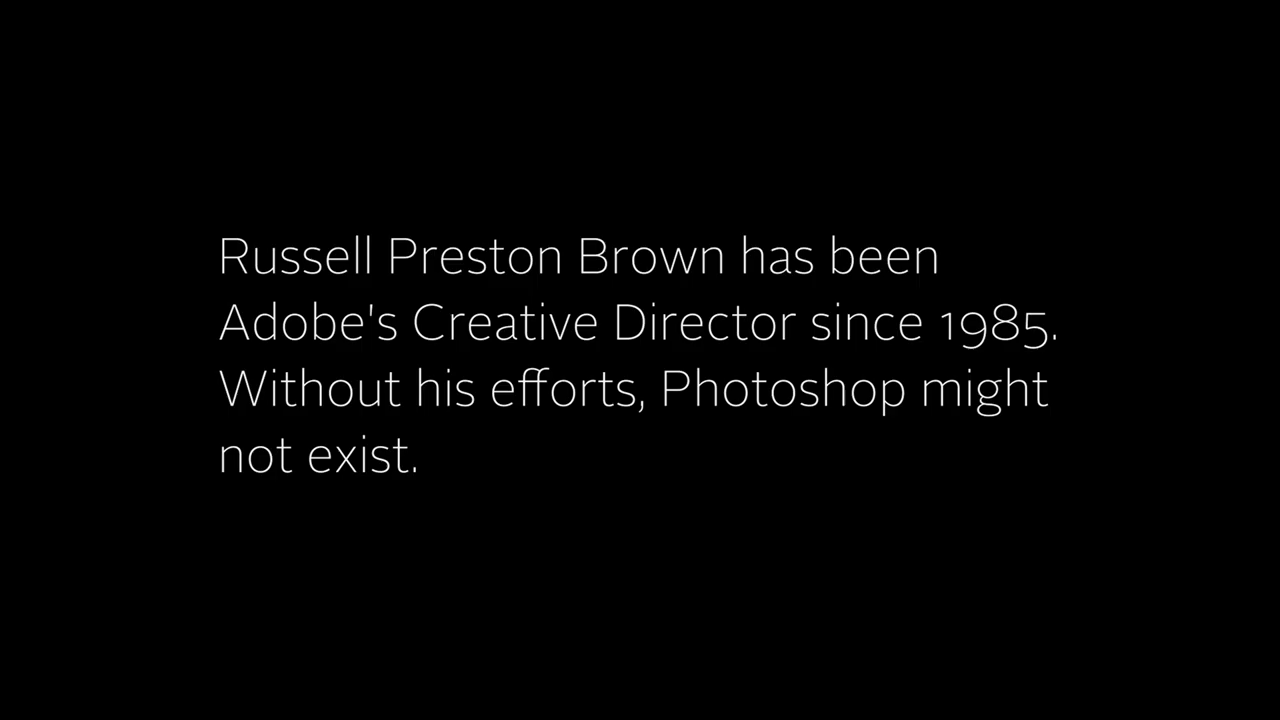 Russell Preston Brown has been
Adobe's Creative Director since 1985.
Without his efforts, Photoshop might
not exist.